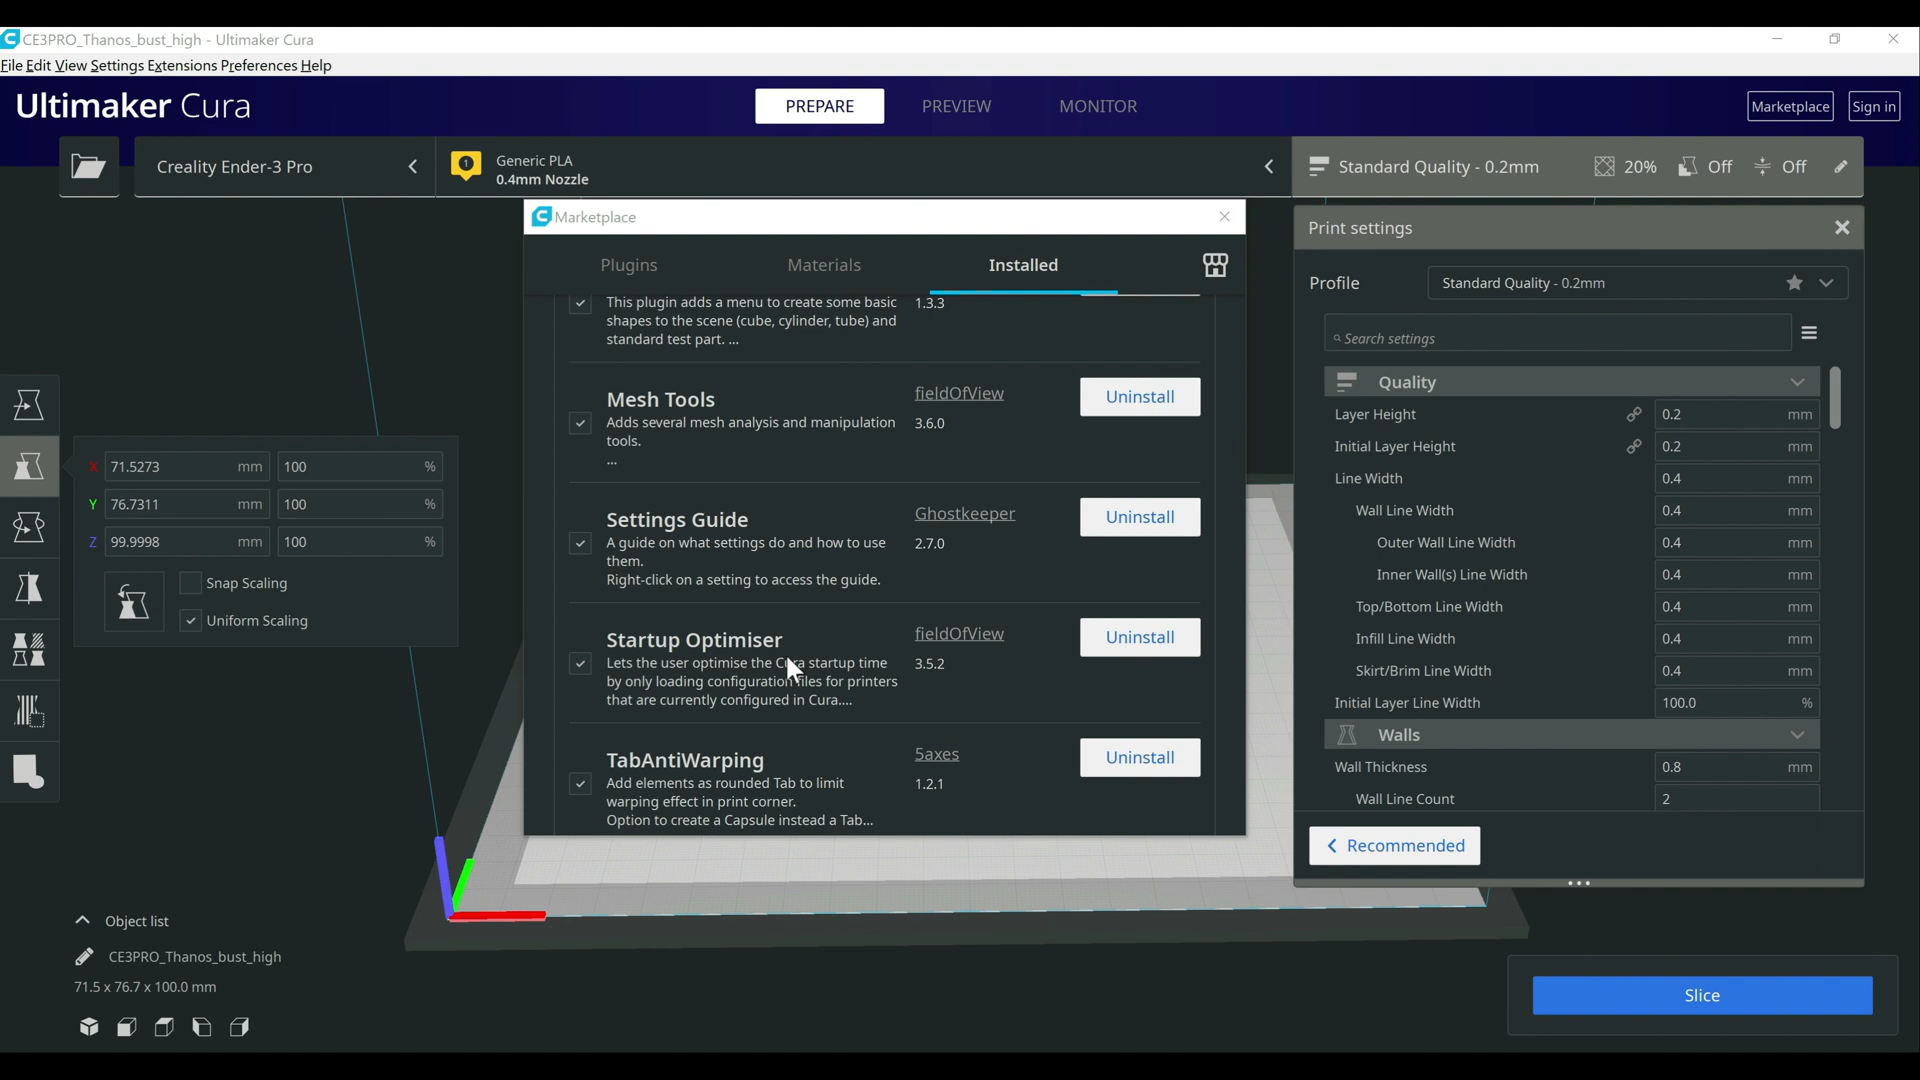 CE3PRO_Thanos_bust_high - Ultimaker Cura
File Edit View Settings Extensions Preferences Help
Ultimaker Cura
PREPARE
PREVIEW
MONITOR
Marketplace
Sign in
Creality Ender-3 Pro
1
Generic PLA
0.4mm Nozzle
Standard Quality - 0.2mm
20%
Off
Off
Marketplace
Plugins
Materials
Installed
This plugin adds a menu to create some basic
shapes to the scene (cube, cylinder, tube) and
standard test part. ...
1.3.3
Mesh Tools
Adds several mesh analysis and manipulation
tools.
...
fieldOfView
3.6.0
Uninstall
Settings Guide
A guide on what settings do and how to use
them.
Right-click on a setting to access the guide.
Ghostkeeper
2.7.0
Uninstall
Startup Optimiser
Lets the user optimise the Cura startup time
by only loading configuration files for printers
that are currently configured in Cura....
fieldOfView
3.5.2
Uninstall
TabAntiWarping
Add elements as rounded Tab to limit
warping effect in print corner.
Option to create a Capsule instead a Tab...
5axes
1.2.1
Uninstall
X 71.5273 mm 100 %
Y 76.7311 mm 100 %
Z 99.9998 mm 100 %
Snap Scaling
Uniform Scaling
Object list
CE3PRO_Thanos_bust_high
71.5 x 76.7 x 100.0 mm
Print settings
Profile
Standard Quality - 0.2mm
Search settings
Quality
Layer Height 0.2 mm
Initial Layer Height 0.2 mm
Line Width 0.4 mm
Wall Line Width 0.4 mm
Outer Wall Line Width 0.4 mm
Inner Wall(s) Line Width 0.4 mm
Top/Bottom Line Width 0.4 mm
Infill Line Width 0.4 mm
Skirt/Brim Line Width 0.4 mm
Initial Layer Line Width 100.0 %
Walls
Wall Thickness 0.8 mm
Wall Line Count 2
Recommended
Slice